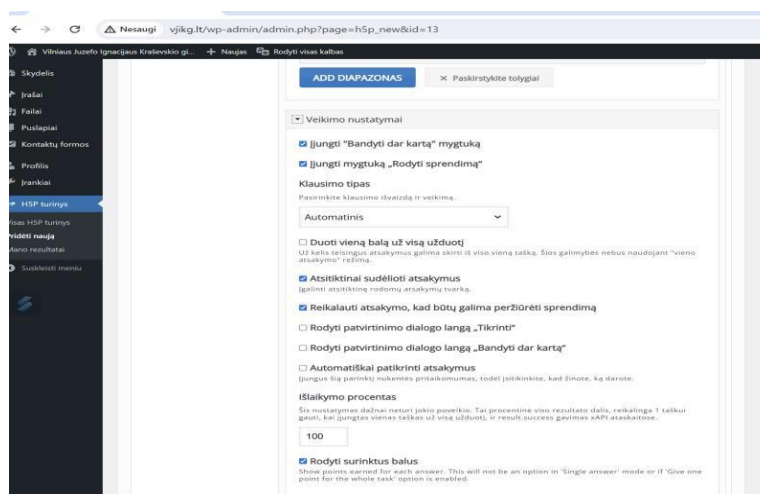 Nesaugi vjikg.lt/wp-admin/admin.php?page=h5p_new&id=13
Vilniaus Juzefo Ignacijaus Kraševskio gi... + Naujas Rodyti visas kalbas
Skydelis
Įrašai
Failai
Puslapiai
Kontaktų formos
Profilis
Įrankiai
H5P turinys
Visas H5P turinys
Pridėti naują
Mano rezultatai
Suskleisti meniu
ADD DIAPAZONAS
× Paskirstykite tolygiai
Veikimo nustatymai
Įjungti "Bandyti dar kartą" mygtuką
Įjungti mygtuką „Rodyti sprendimą“
Klausimo tipas
Pasirinkite klausimo išvaizdą ir veikimą.
Automatinis
Duoti vieną balą už visą užduotį
Už kelis teisingus atsakymus galima skirti iš viso vieną tašką. Šios galimybės nebus naudojant "vieno
atsakymo" režimą.
Atsitiktinai sudėlioti atsakymus
Įgalinti atsitiktinę rodomų atsakymų tvarką.
Reikalauti atsakymo, kad būtų galima peržiūrėti sprendimą
Rodyti patvirtinimo dialogo langą „Tikrinti“
Rodyti patvirtinimo dialogo langą „Bandyti dar kartą“
Automatiškai patikrinti atsakymus
Įjungus šią parinktį nukentės pritaikomumas, todėl įsitikinkite, kad žinote, ką darote.
Išlaikymo procentas
Šis nustatymas dažnai neturi jokio poveikio. Tai procentinė viso rezultato dalis, reikalinga 1 taškui
gauti, kai įjungtas vienas taškas už visą užduotį, ir result.success gavimas xAPI ataskaitose.
100
Rodyti surinktus balus
Show points earned for each answer. This will not be an option in 'Single answer' mode or if 'Give one
point for the whole task' option is enabled.